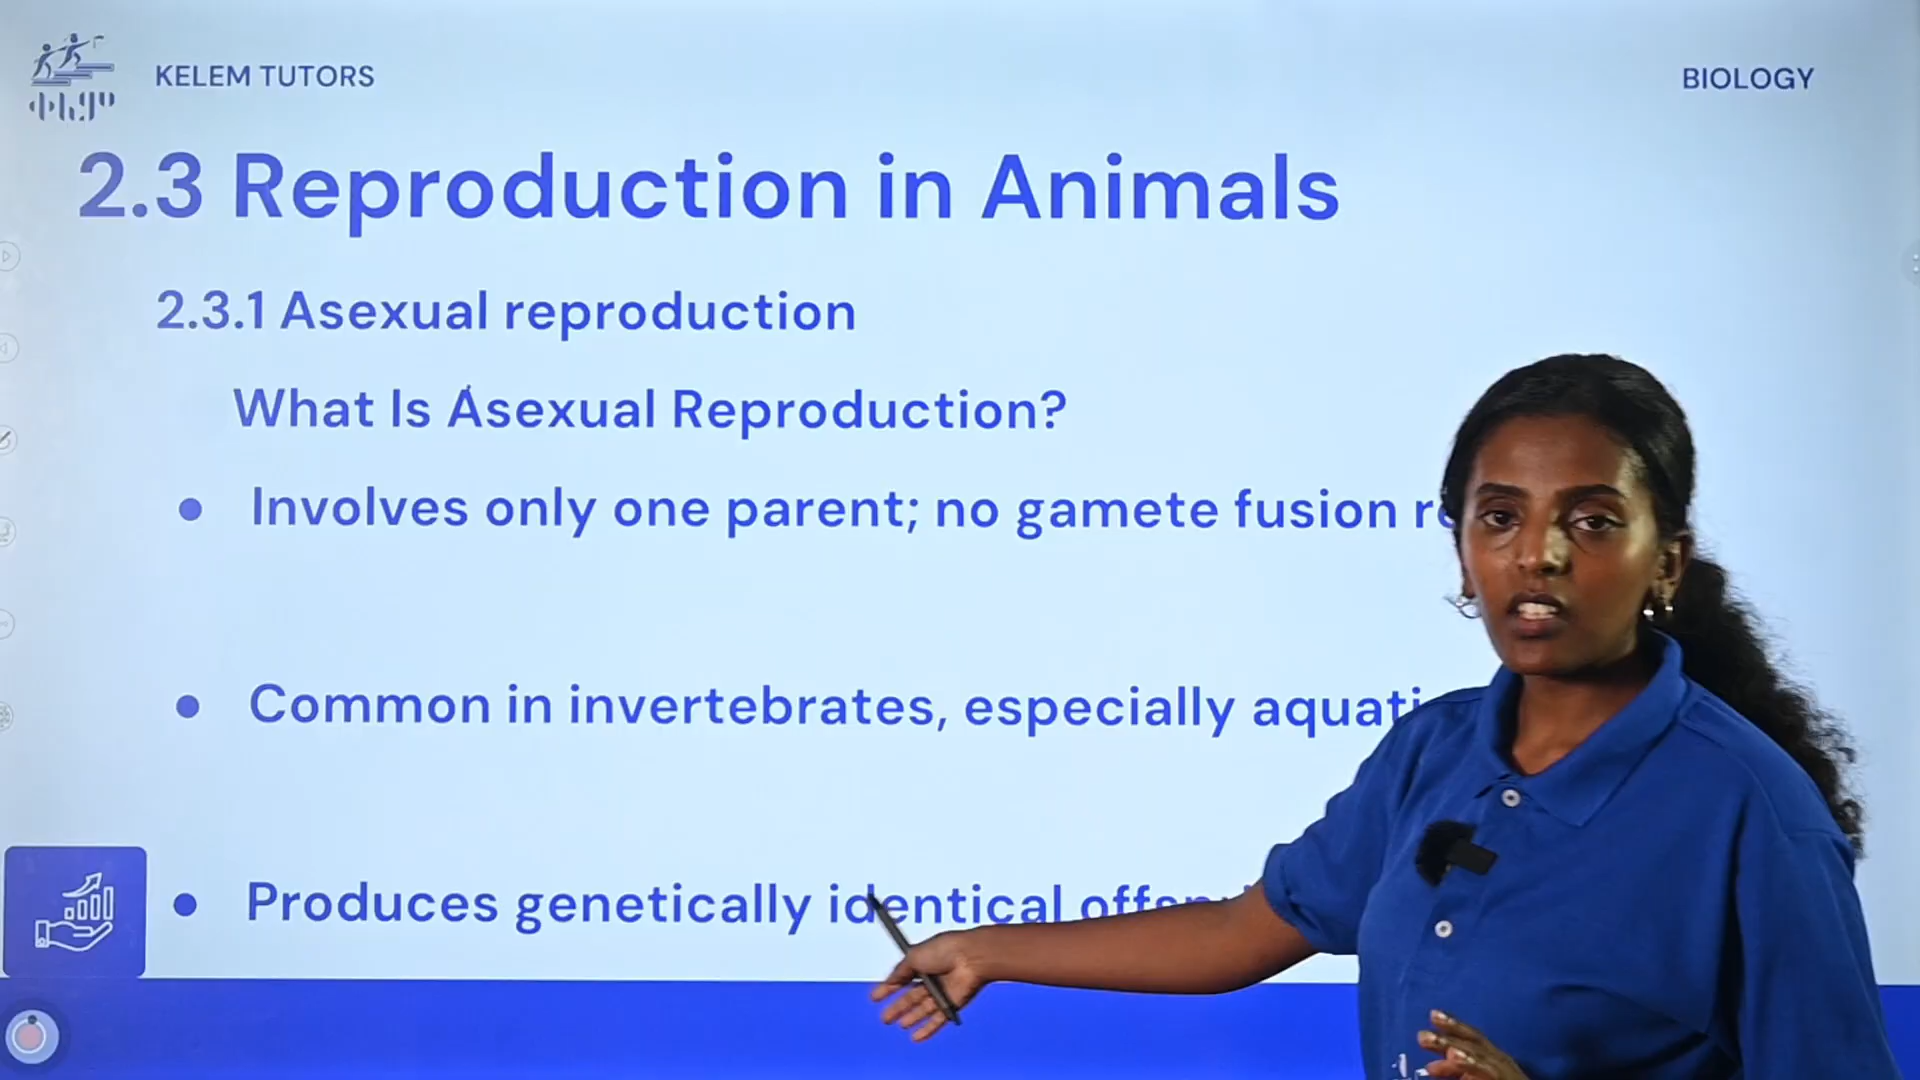 ቀለም
KELEM TUTORS
BIOLOGY
2.3 Reproduction in Animals
2.3.1 Asexual reproduction
What Is Asexual Reproduction?
• Involves only one parent; no gamete fusion
• Common in invertebrates, especially
• Produces genetically identical